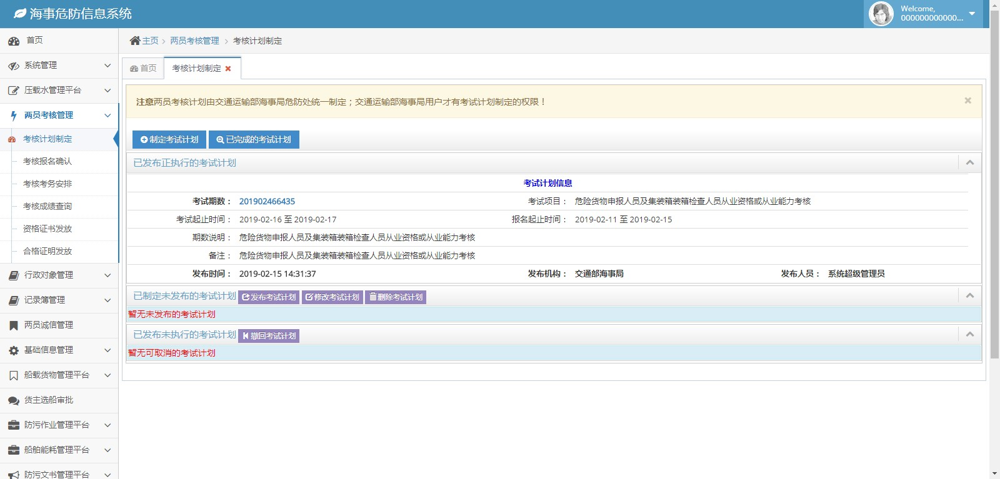 海事危防信息系统
Welcome,
000000000000...
首页
系统管理
压载水管理平台
两员考核管理
考核计划制定
考核报名确认
考核考务安排
考核成绩查询
资格证书发放
合格证明发放
行政对象管理
记录簿管理
两员诚信管理
基础信息管理
船载货物管理平台
货主选船审批
防污作业管理平台
船舶能耗管理平台
防污文书管理平台
主页 > 两员考核管理 > 考核计划制定
首页 考核计划制定
注意两员考核计划由交通运输部海事局危防处统一制定；交通运输部海事局用户才有考试计划制定的权限！
制定考试计划 已完成的考试计划
已发布正执行的考试计划
考试计划信息
考试期数： 201902466435 考试项目： 危险货物申报人员及集装箱装箱检查人员从业资格或从业能力考核
考试起止时间： 2019-02-16 至 2019-02-17 报名起止时间： 2019-02-11 至 2019-02-15
期数说明： 危险货物申报人员及集装箱装箱检查人员从业资格或从业能力考核
备注： 危险货物申报人员及集装箱装箱检查人员从业资格或从业能力考核
发布时间： 2019-02-15 14:31:37 发布机构： 交通部海事局 发布人员： 系统超级管理员
已制定未发布的考试计划 发布考试计划 修改考试计划 删除考试计划
暂无未发布的考试计划
已发布未执行的考试计划 撤回考试计划
暂无可取消的考试计划